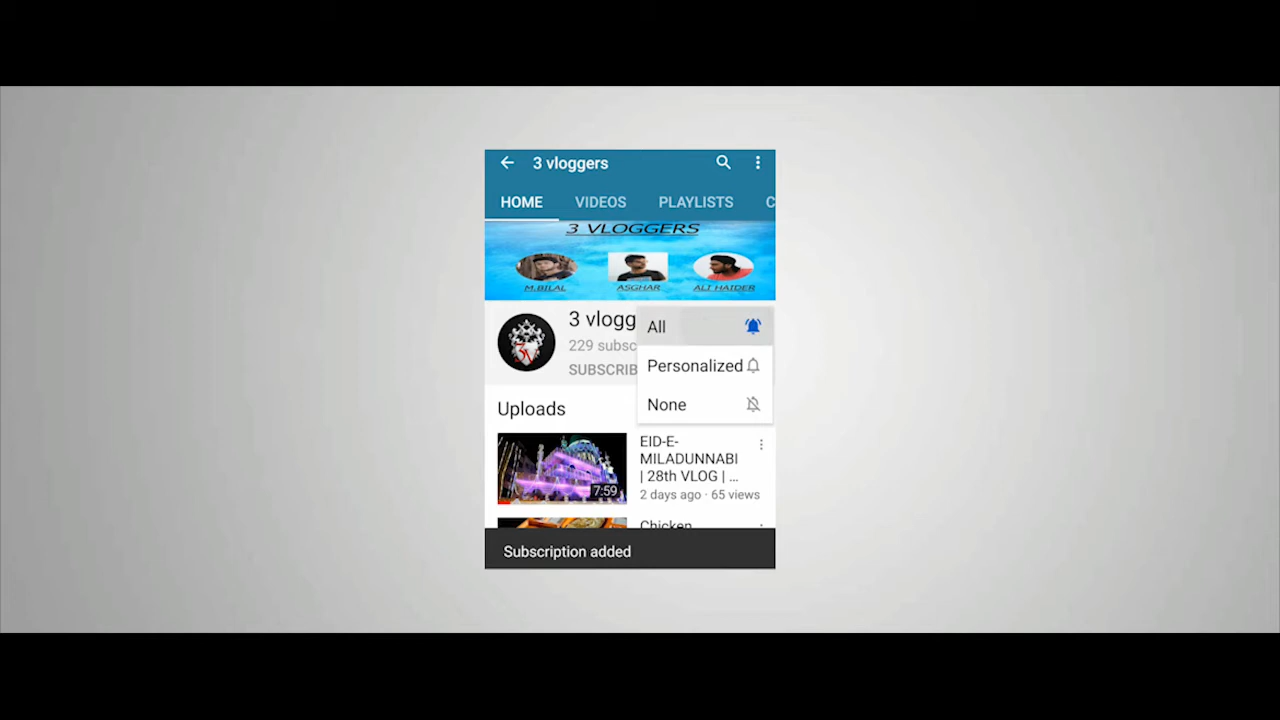 3 vloggers
HOME VIDEOS PLAYLISTS C
3 VLOGGERS
M.BILAL ASGHAR ALI HAIDER
3 vlogg
229 subsc
SUBSCRIB
All
Personalized
None
3V
Uploads
7:59
EID-E-
MILADUNNABI
| 28th VLOG | ...
2 days ago · 65 views
Chicken
Subscription added